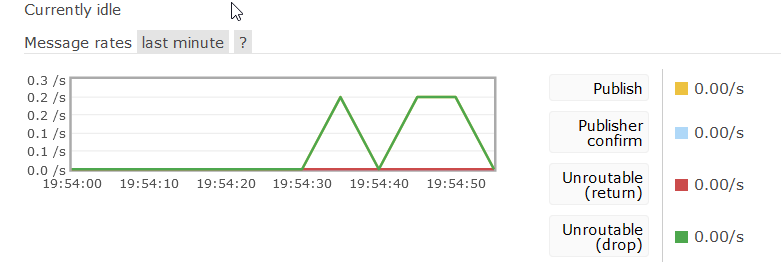 Currently idle
Message rates last minute ?
0.3 /s
0.2 /s
0.2 /s
0.1 /s
0.1 /s
0.0 /s
19:54:00 19:54:10 19:54:20 19:54:30 19:54:40 19:54:50
Publish 0.00/s
Publisher
confirm 0.00/s
Unroutable
(return) 0.00/s
Unroutable
(drop) 0.00/s